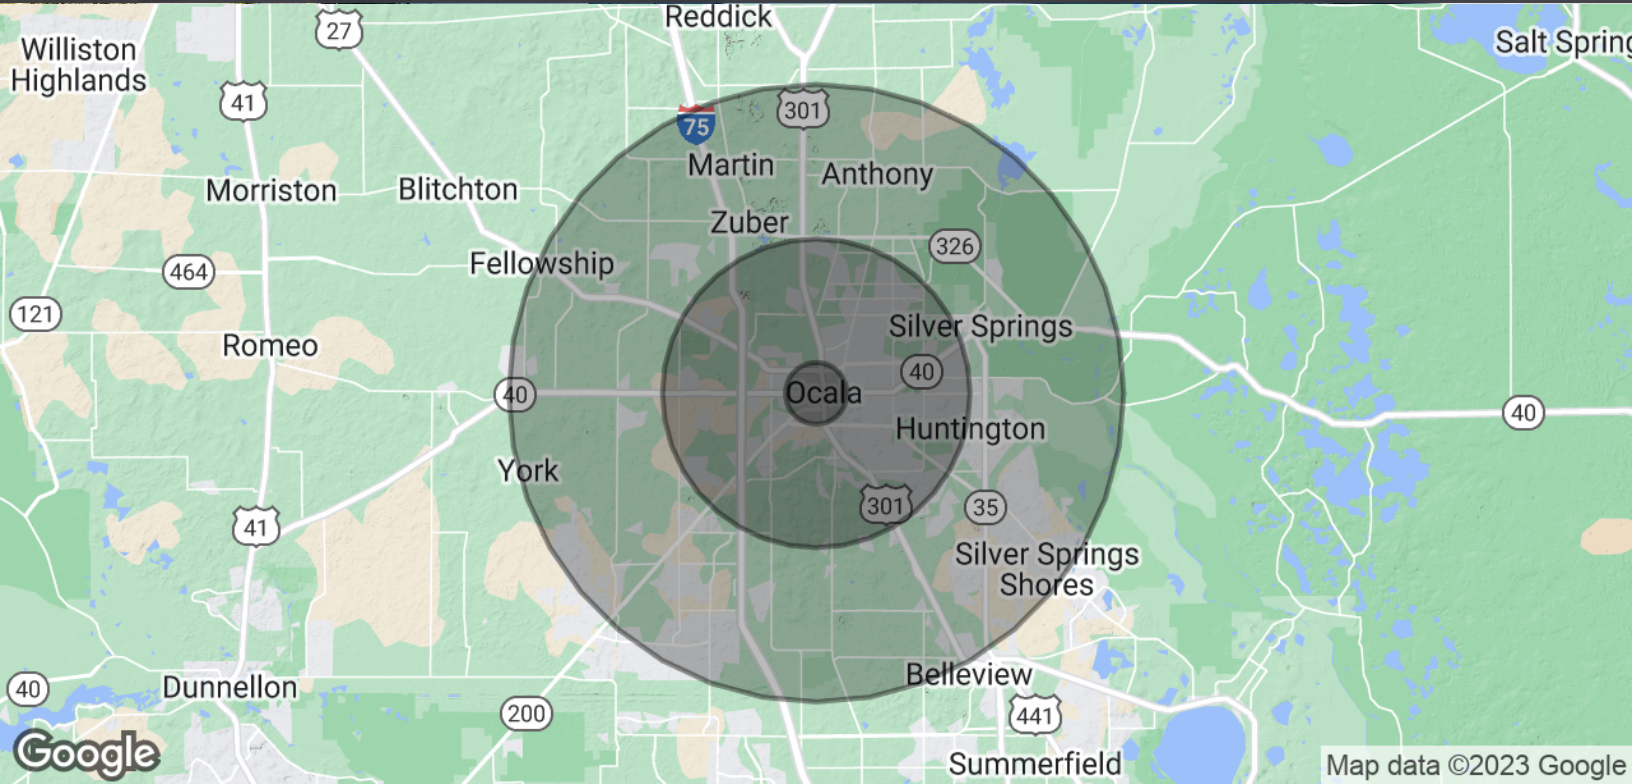 Reddick
27
Salt Spring
Williston
Highlands
41
301
75
Martin
Anthony
Morriston
Blitchton
Zuber
326
Fellowship
464
121
Silver Springs
Romeo
40
40
Ocala
40
Huntington
York
301
35
41
Silver Springs
Shores
Belleview
40
Dunnellon
200
441
Google
Summerfield
Map data ©2023 Google